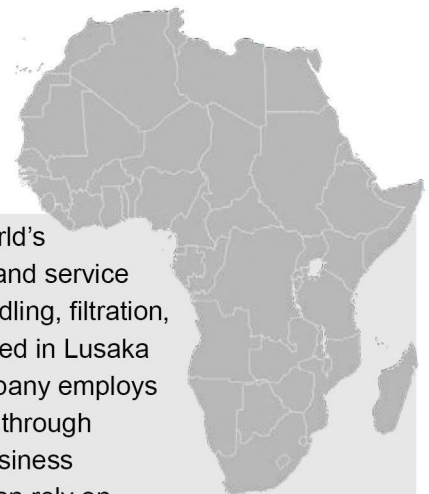 rld's
and service
dling, filtration,
ed in Lusaka
pany employs
through
siness